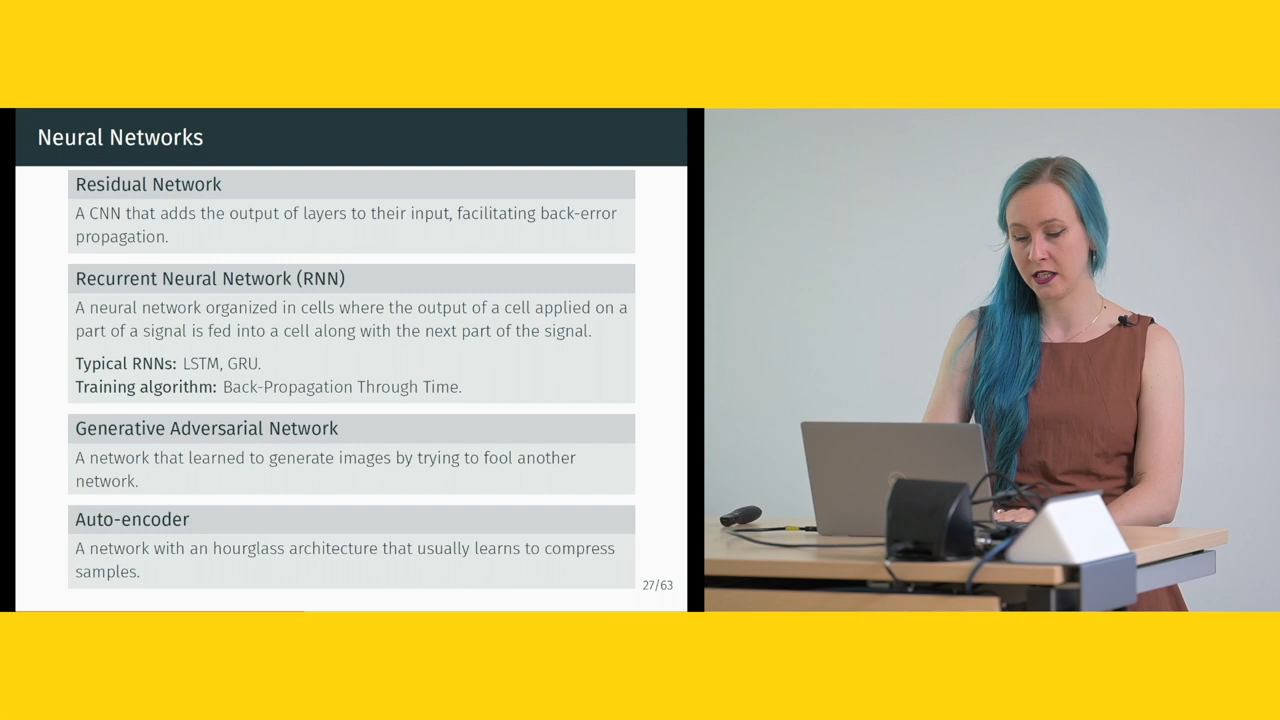 Neural Networks
Residual Network
A CNN that adds the output of layers to their input, facilitating back-error
propagation.
Recurrent Neural Network (RNN)
A neural network organized in cells where the output of a cell applied on a
part of a signal is fed into a cell along with the next part of the signal.
Typical RNNs: LSTM, GRU.
Training algorithm: Back-Propagation Through Time.
Generative Adversarial Network
A network that learned to generate images by trying to fool another
network.
Auto-encoder
A network with an hourglass architecture that usually learns to compress
samples.
27/63